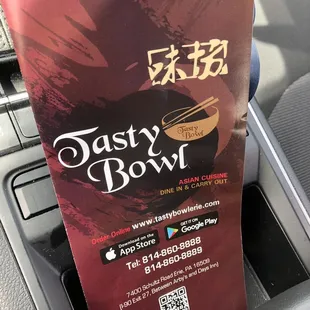 味
Tasty
Bowl
Tasty
Bowl
ASIAN CUISINE
DINE IN & CARRY OUT
Order Online www.tastybowlerie.com
Download on the
App Store
GET IT ON
Google Play
Tel: 814-860-8888
814-860-8889
7400 Schultz Road Erie, PA 16509
(I-90 Exit 27, Between Arby's and Days Inn)